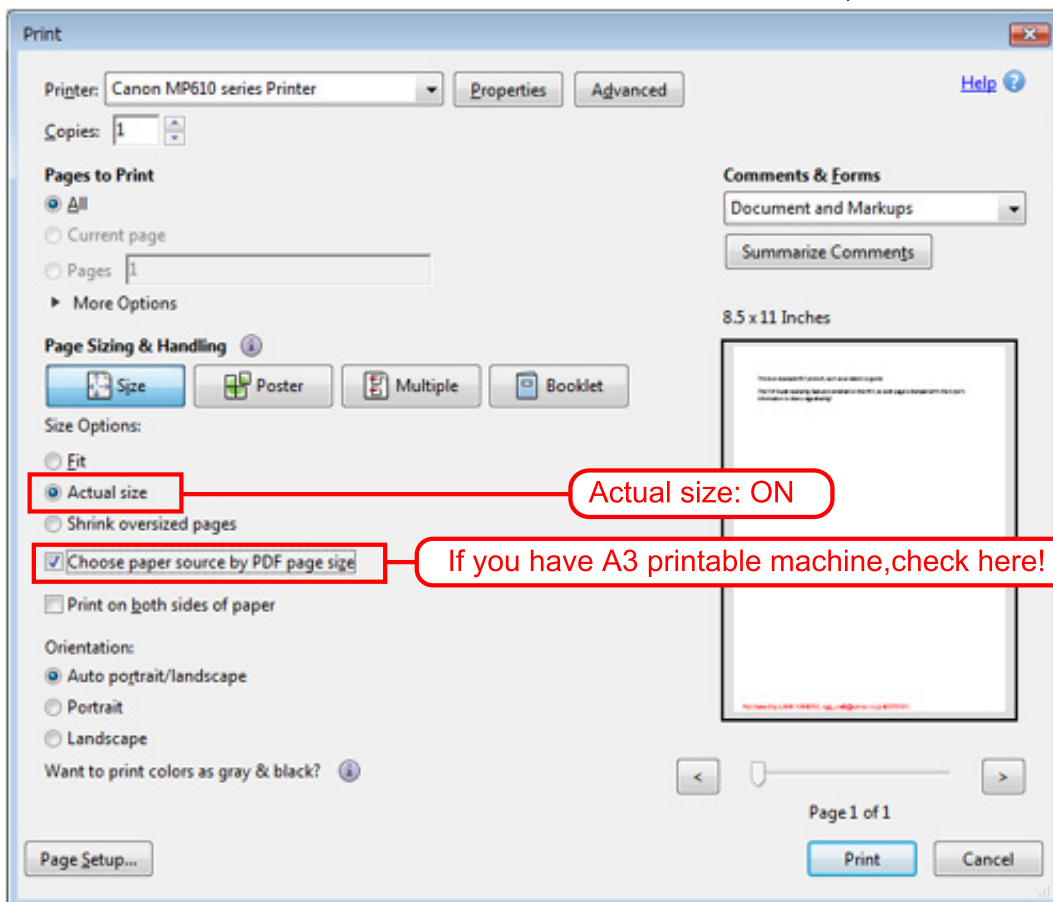 Print
Printer: Canon MP610 series Printer
Properties
Advanced
Help
Copies: 1
Pages to Print
All
Current page
Pages 1
More Options
Comments & Forms
Document and Markups
Summarize Comments
8.5 x 11 Inches
Page Sizing & Handling
Size
Poster
Multiple
Booklet
Size Options:
Fit
Actual size
Actual size: ON
Shrink oversized pages
Choose paper source by PDF page size
If you have A3 printable machine,check here!
Print on both sides of paper
Orientation:
Auto portrait/landscape
Portrait
Landscape
Want to print colors as gray & black?
<
>
Page 1 of 1
Page Setup...
Print
Cancel